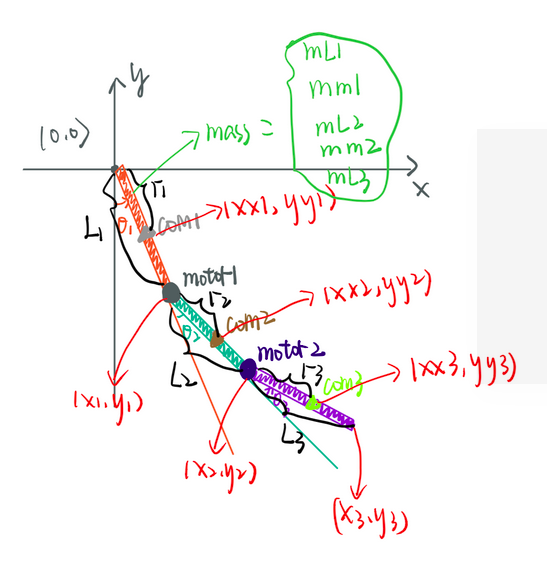 mL1
y
mm1
(0,0)
mass =
mL2
mm2
mL3
x
r1
L1
θ1
com1
(xx1, yy1)
motor1
r2
(xx2, yy2)
θ2
com2
motor2
L2
r3
com3
(xx3, yy3)
(x1, y1)
θ3
L3
(x2, y2)
(x3, y3)